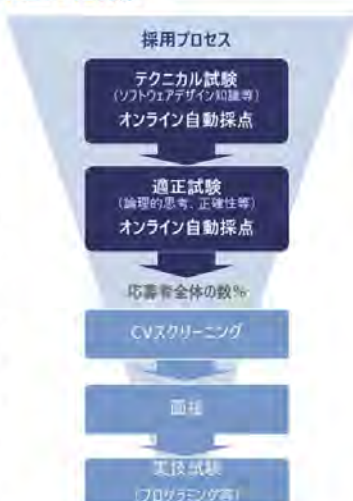 採用プロセス
テクニカル試験
(ソフトウェアデザイン知識等)
オンライン自動採点
適正試験
(論理的思考、正確性等)
オンライン自動採点
応募者全体の数%
CVスクリーニング
面接
実技試験
(プログラミング等)